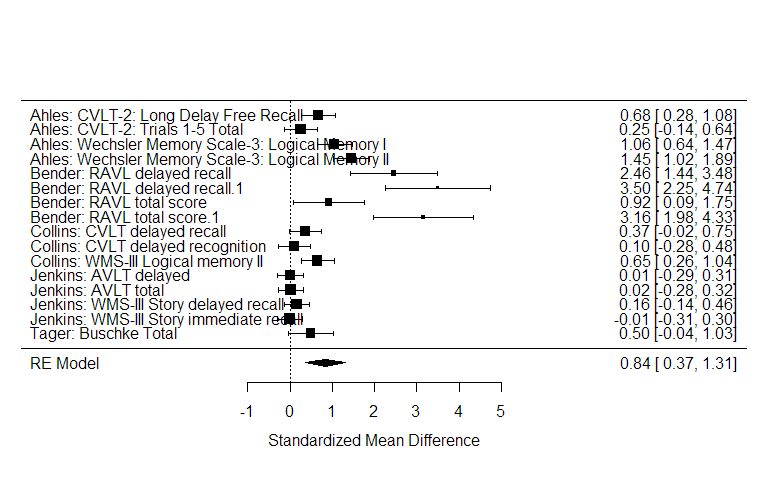 Ahles: CVLT-2: Long Delay Free Recall 0.68 [ 0.28, 1.08]
Ahles: CVLT-2: Trials 1-5 Total 0.25 [-0.14, 0.64]
Ahles: Wechsler Memory Scale-3: Logical Memory I 1.06 [ 0.64, 1.47]
Ahles: Wechsler Memory Scale-3: Logical Memory II 1.45 [ 1.02, 1.89]
Bender: RAVL delayed recall 2.46 [ 1.44, 3.48]
Bender: RAVL delayed recall.1 3.50 [ 2.25, 4.74]
Bender: RAVL total score 0.92 [ 0.09, 1.75]
Bender: RAVL total score.1 3.16 [ 1.98, 4.33]
Collins: CVLT delayed recall 0.37 [-0.02, 0.75]
Collins: CVLT delayed recognition 0.10 [-0.28, 0.48]
Collins: WMS-III Logical memory II 0.65 [ 0.26, 1.04]
Jenkins: AVLT delayed 0.01 [-0.29, 0.31]
Jenkins: AVLT total 0.02 [-0.28, 0.32]
Jenkins: WMS-III Story delayed recall 0.16 [-0.14, 0.46]
Jenkins: WMS-III Story immediate recall -0.01 [-0.31, 0.30]
Tager: Buschke Total 0.50 [-0.04, 1.03]
RE Model 0.84 [ 0.37, 1.31]
-1 0 1 2 3 4 5
Standardized Mean Difference